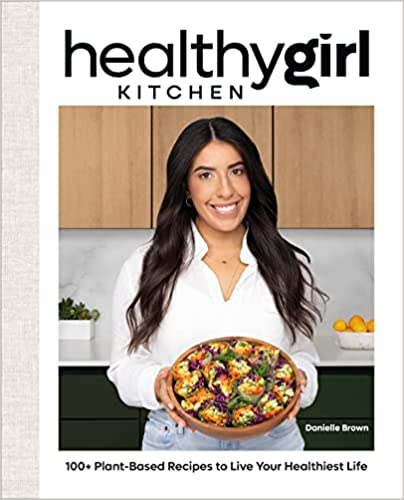 healthygirl
KITCHEN
Danielle Brown
100+ Plant-Based Recipes to Live Your Healthiest Life